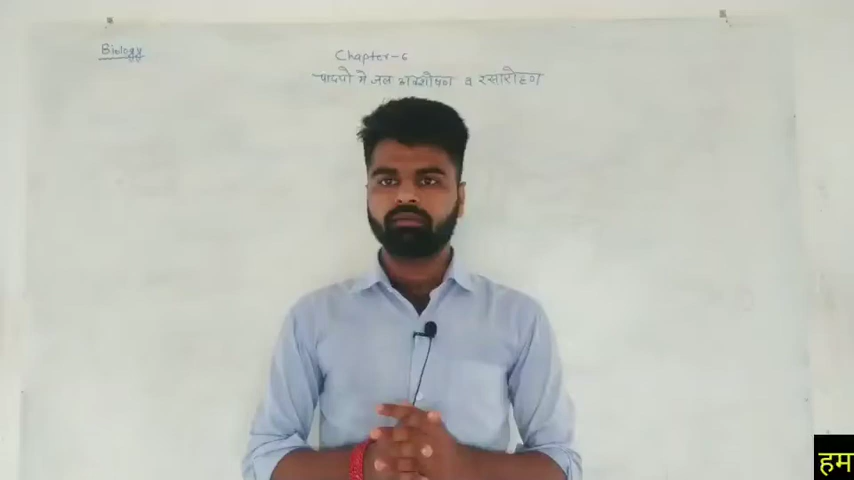 Biology
Chapter-6
पादपो मे जल अवशोषण व रसारोहण
हम